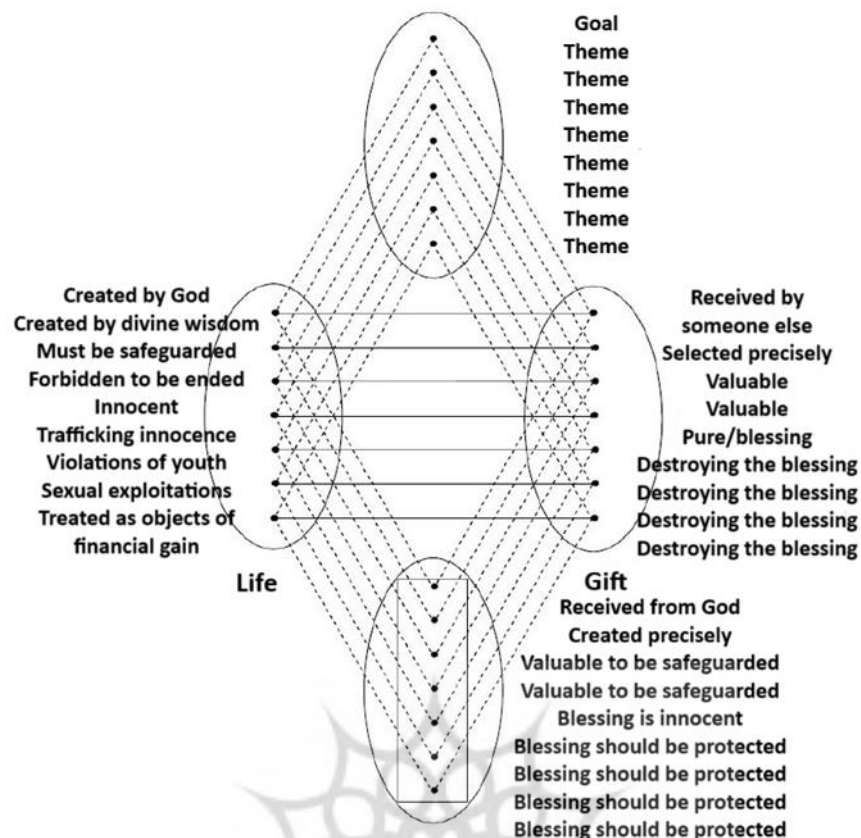 Goal
Theme
Theme
Theme
Theme
Theme
Theme
Theme
Theme
Created by God
Created by divine wisdom
Must be safeguarded
Forbidden to be ended
Innocent
Trafficking innocence
Violations of youth
Sexual exploitations
Treated as objects of
financial gain
Life
Received by
someone else
Selected precisely
Valuable
Valuable
Pure/blessing
Destroying the blessing
Destroying the blessing
Destroying the blessing
Destroying the blessing
Gift
Received from God
Created precisely
Valuable to be safeguarded
Valuable to be safeguarded
Blessing is innocent
Blessing should be protected
Blessing should be protected
Blessing should be protected
Blessing should be protected